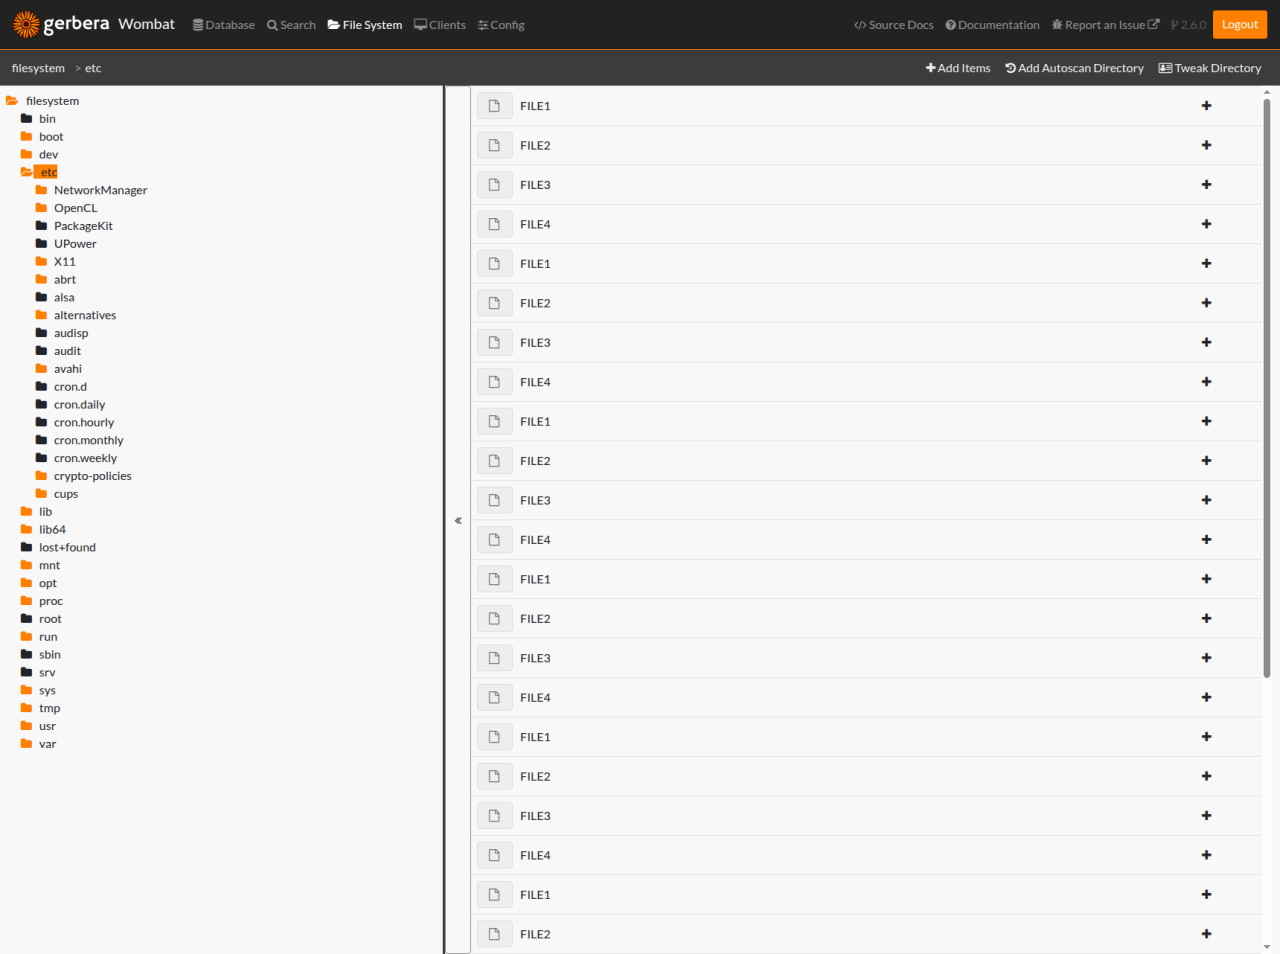 gerbera Wombat Database Search File System Clients Config Source Docs Documentation Report an Issue 2.6.0 Logout
filesystem > etc Add Items Add Autoscan Directory Tweak Directory
filesystem
bin
boot
dev
etc
NetworkManager
OpenCL
PackageKit
UPower
X11
abrt
alsa
alternatives
audisp
audit
avahi
cron.d
cron.daily
cron.hourly
cron.monthly
cron.weekly
crypto-policies
cups
lib
lib64
lost+found
mnt
opt
proc
root
run
sbin
srv
sys
tmp
usr
var
«
FILE1
FILE2
FILE3
FILE4
FILE1
FILE2
FILE3
FILE4
FILE1
FILE2
FILE3
FILE4
FILE1
FILE2
FILE3
FILE4
FILE1
FILE2
FILE3
FILE4
FILE1
FILE2